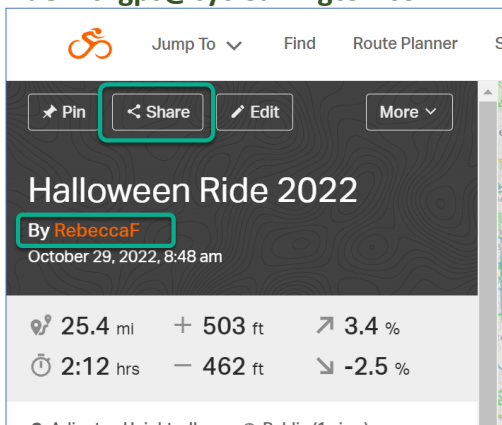 Jump To Find Route Planner
Pin Share Edit More
Halloween Ride 2022
By RebeccaF
October 29, 2022, 8:48 am
25.4 mi + 503 ft 3.4 %
2:12 hrs − 462 ft -2.5 %